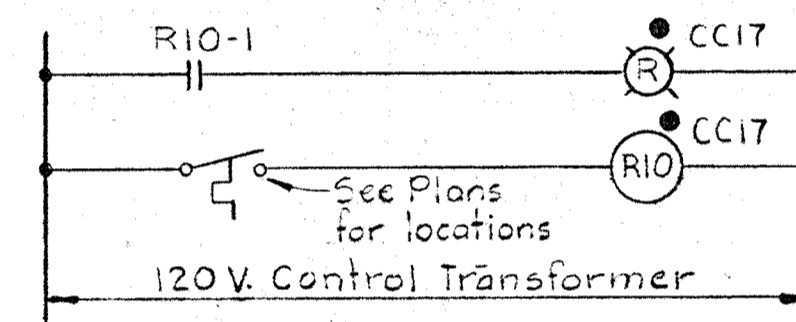 R10-1
CC17
R
CC17
R10
See Plans
for locations
120 V. Control Transformer